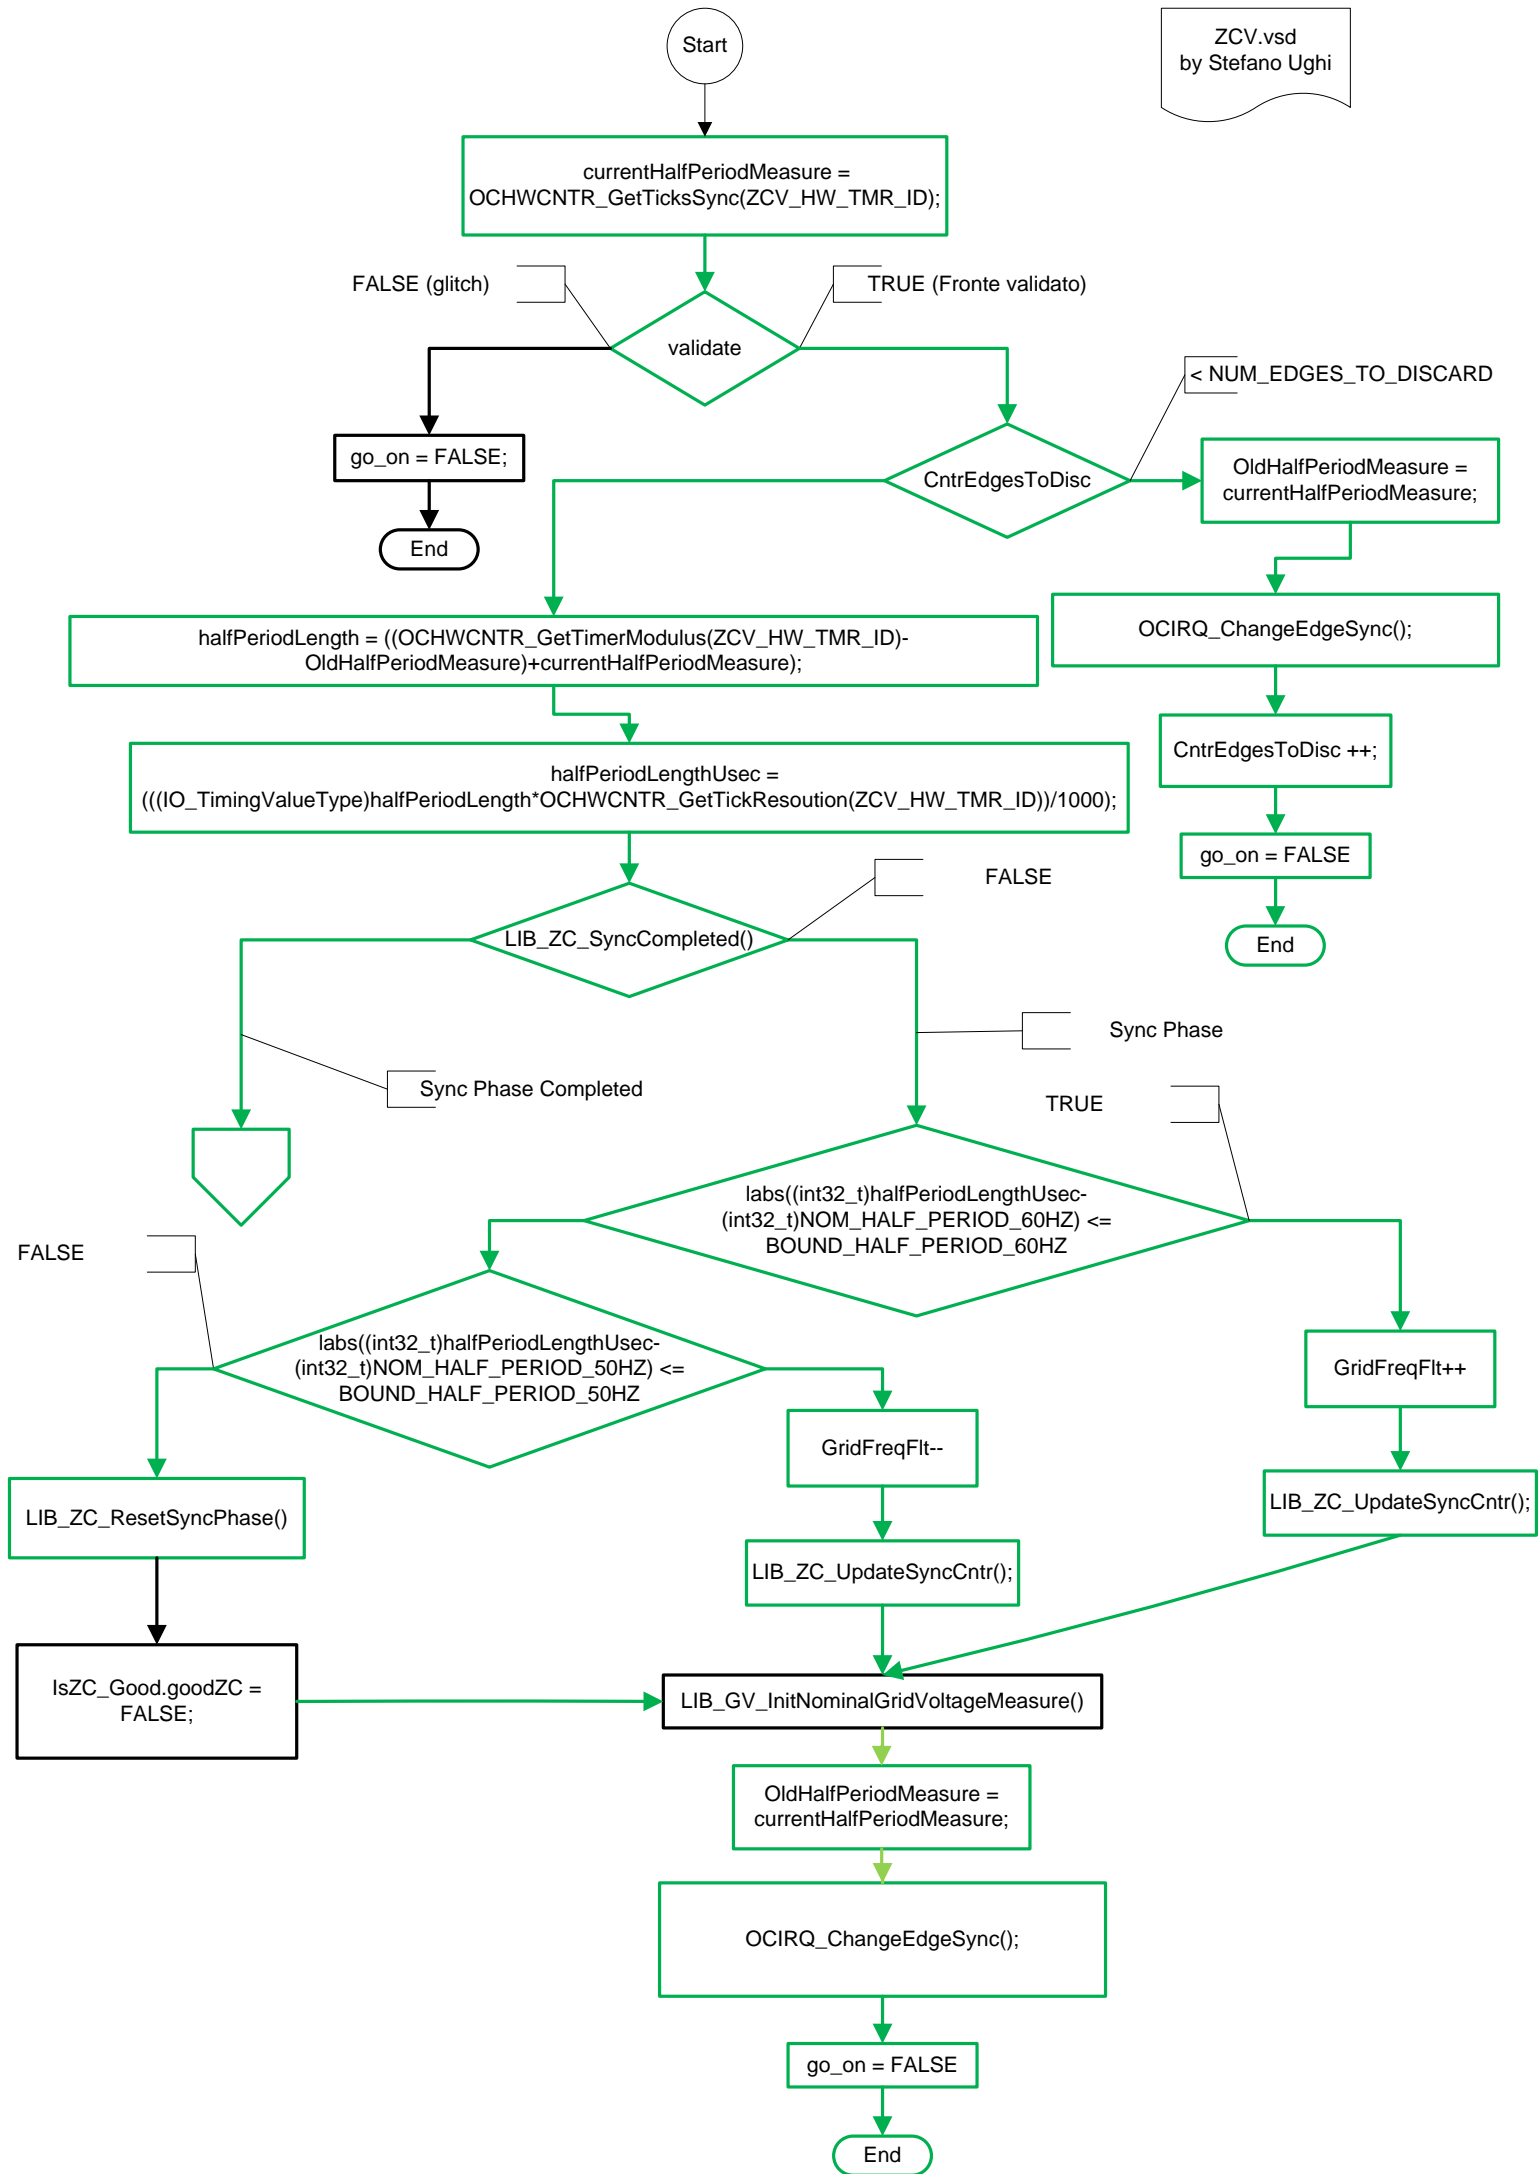 Start
ZCV.vsd
by Stefano Ughi
currentHalfPeriodMeasure =
OCHWCNTR_GetTicksSync(ZCV_HW_TMR_ID);
FALSE (glitch)
TRUE (Fronte validato)
validate
< NUM_EDGES_TO_DISCARD
go_on = FALSE;
CntrEdgesToDisc
OldHalfPeriodMeasure =
currentHalfPeriodMeasure;
End
halfPeriodLength = ((OCHWCNTR_GetTimerModulus(ZCV_HW_TMR_ID)-
OldHalfPeriodMeasure)+currentHalfPeriodMeasure);
OCIRQ_ChangeEdgeSync();
halfPeriodLengthUsec =
(((IO_TimingValueType)halfPeriodLength*OCHWCNTR_GetTickResoution(ZCV_HW_TMR_ID))/1000);
CntrEdgesToDisc ++;
go_on = FALSE
FALSE
LIB_ZC_SyncCompleted()
End
Sync Phase
Sync Phase Completed
TRUE
labs((int32_t)halfPeriodLengthUsec-
(int32_t)NOM_HALF_PERIOD_60HZ) <=
BOUND_HALF_PERIOD_60HZ
FALSE
labs((int32_t)halfPeriodLengthUsec-
(int32_t)NOM_HALF_PERIOD_50HZ) <=
BOUND_HALF_PERIOD_50HZ
GridFreqFlt++
GridFreqFlt--
LIB_ZC_ResetSyncPhase()
LIB_ZC_UpdateSyncCntr();
LIB_ZC_UpdateSyncCntr();
IsZC_Good.goodZC =
FALSE;
LIB_GV_InitNominalGridVoltageMeasure()
OldHalfPeriodMeasure =
currentHalfPeriodMeasure;
OCIRQ_ChangeEdgeSync();
go_on = FALSE
End